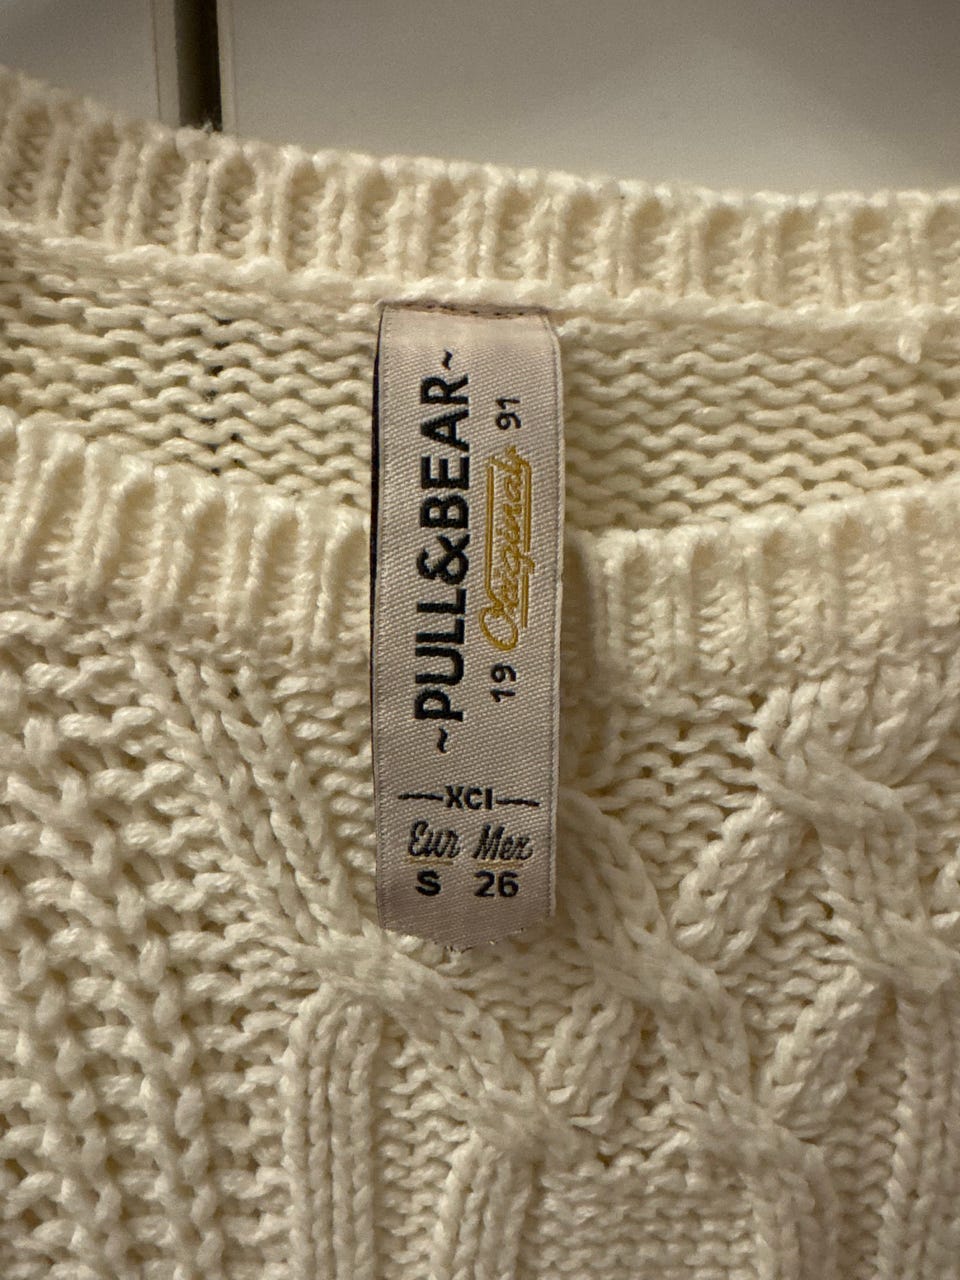 ~PULL&BEAR~
19 Original 91
XCI
Eur Mex
S 26